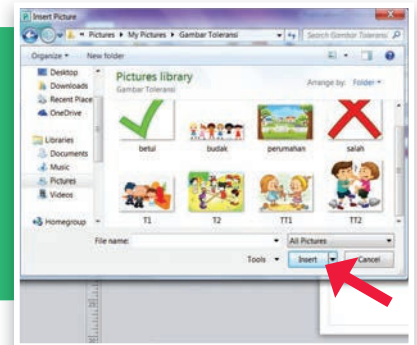 Insert Picture
Pictures ▸ My Pictures ▸ Gambar Toleransi
Search Gambar Toleransi
Organize New folder
Desktop
Downloads
Recent Place
OneDrive
Libraries
Documents
Music
Pictures
Videos
Homegroup
Pictures library
Gambar Toleransi
Arrange by: Folder
betul budak perumahan salah
T1 T2 TT1 TT2
File name: All Pictures
Tools Insert Cancel